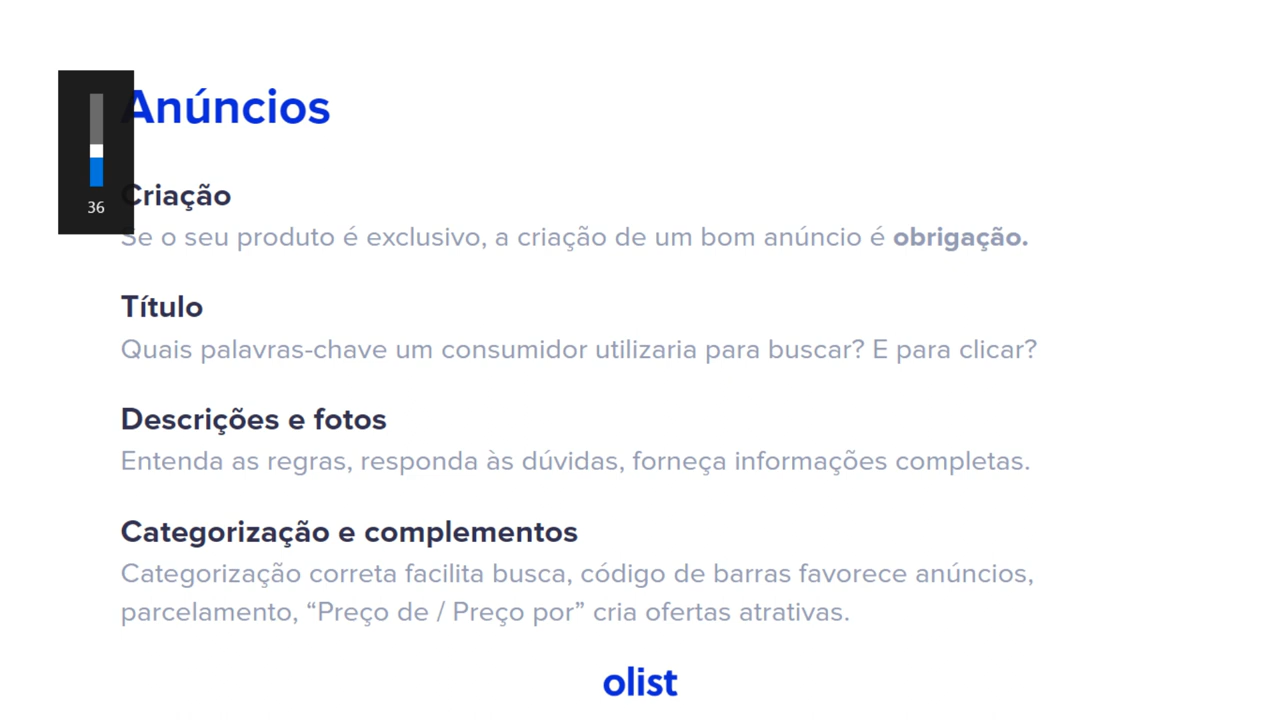 Anúncios
36
Criação
Se o seu produto é exclusivo, a criação de um bom anúncio é obrigação.
Título
Quais palavras-chave um consumidor utilizaria para buscar? E para clicar?
Descrições e fotos
Entenda as regras, responda às dúvidas, forneça informações completas.
Categorização e complementos
Categorização correta facilita busca, código de barras favorece anúncios,
parcelamento, “Preço de / Preço por” cria ofertas atrativas.
olist